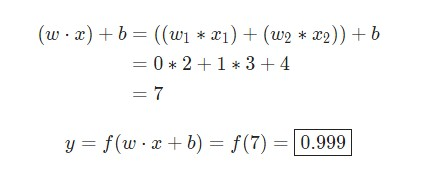 (w · x) + b = ((w₁ * x₁) + (w₂ * x₂)) + b
= 0 * 2 + 1 * 3 + 4
= 7
y = f(w · x + b) = f(7) = 0.999